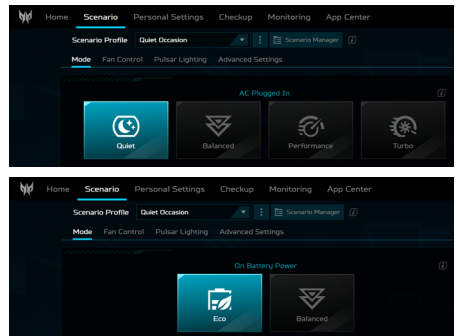 Home Scenario Personal Settings Checkup Monitoring App Center
Scenario Profile Quiet Occasion Scenario Manager
Mode Fan Control Pulsar Lighting Advanced Settings
AC Plugged In
Quiet Balanced Performance Turbo
Home Scenario Personal Settings Checkup Monitoring App Center
Scenario Profile Quiet Occasion Scenario Manager
Mode Fan Control Pulsar Lighting Advanced Settings
On Battery Power
Eco Balanced